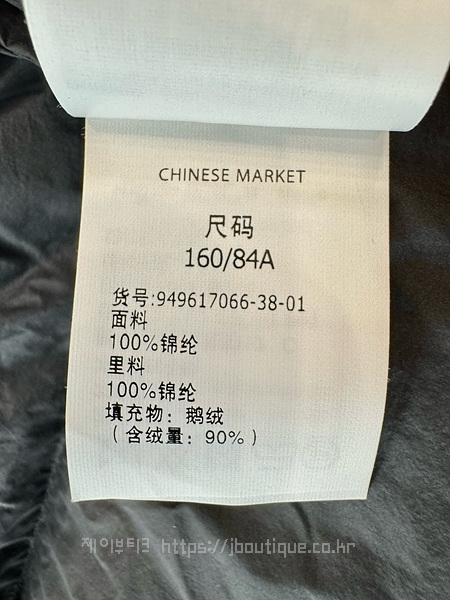 CHINESE MARKET
尺码
160/84A
货号:949617066-38-01
面料
100%锦纶
里料
100%锦纶
填充物：鹅绒
（含绒量：90%）
제이부티크 https://jboutique.co.kr